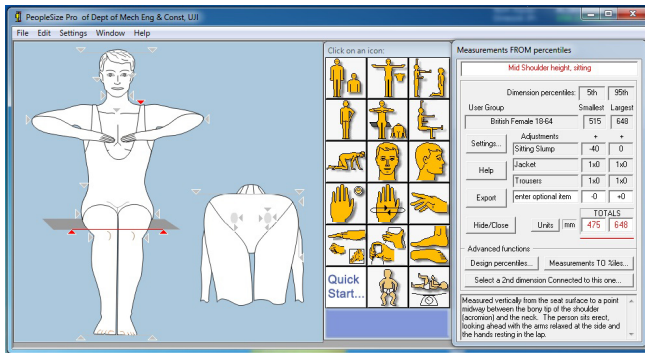 PeopleSize Pro of Dept of Mech Eng & Const, UJI
File Edit Settings Window Help
Click on an icon:
Quick
Start...
Measurements FROM percentiles
Mid Shoulder height, sitting
Dimension percentiles: 5th 95th
User Group Smallest Largest
British Female 18-64 515 648
Adjustments + +
Settings... Sitting Slump -40 0
Jacket 1x0 1x0
Help
Trousers 1x0 1x0
Export enter optional item -0 +0
TOTALS
Hide/Close Units mm 475 648
Advanced functions
Design percentiles... Measurements TO %iles...
Select a 2nd dimension Connected to this one...
Measured vertically from the seat surface to a point
midway between the bony tip of the shoulder
(acromion) and the neck. The person sits erect,
looking ahead with the arms relaxed at the side and
the hands resting in the lap.